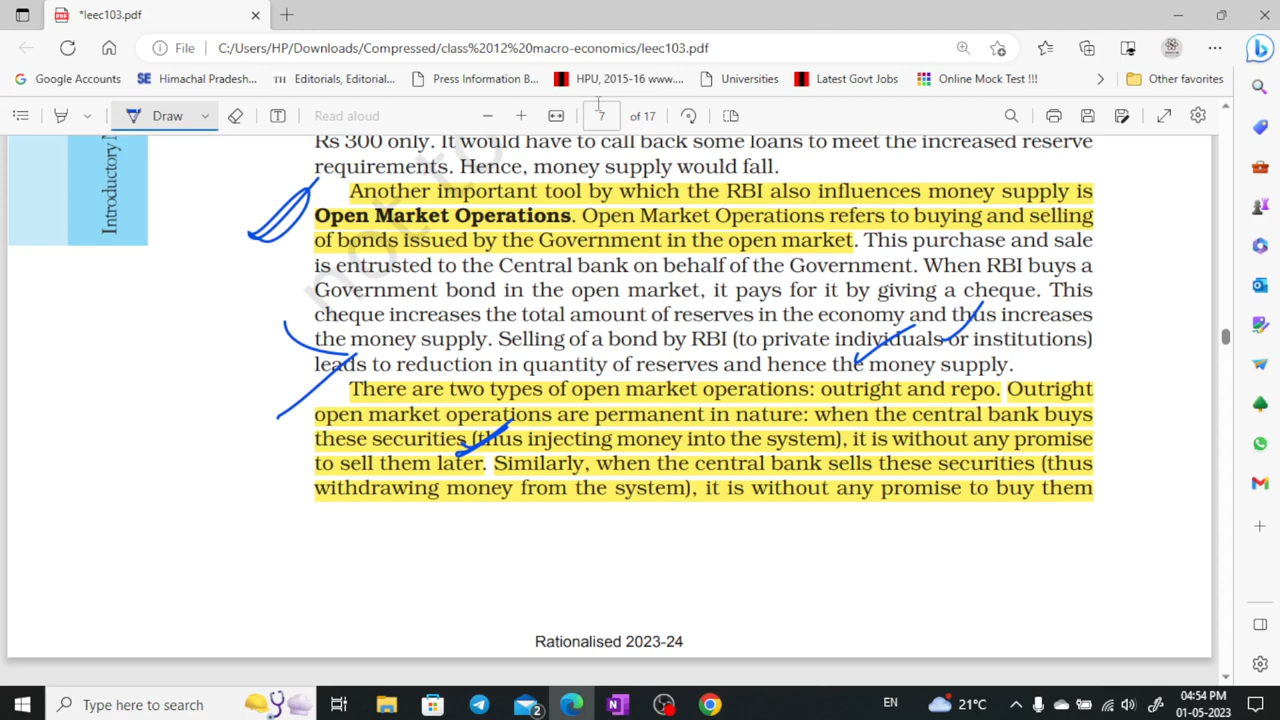 *leec103.pdf
File
C:/Users/HP/Downloads/Compressed/class%2012%20macro-economics/leec103.pdf
Google Accounts
SE Himachal Pradesh...
TH Editorials, Editorial...
Press Information B...
HPU, 2015-16 www....
Universities
Latest Govt Jobs
Online Mock Test !!!
Other favorites
Draw
Read aloud
7 of 17
Introductory
not to
Rs 300 only. It would have to call back some loans to meet the increased reserve
requirements. Hence, money supply would fall.
Another important tool by which the RBI also influences money supply is
Open Market Operations. Open Market Operations refers to buying and selling
of bonds issued by the Government in the open market. This purchase and sale
is entrusted to the Central bank on behalf of the Government. When RBI buys a
Government bond in the open market, it pays for it by giving a cheque. This
cheque increases the total amount of reserves in the economy and thus increases
the money supply. Selling of a bond by RBI (to private individuals or institutions)
leads to reduction in quantity of reserves and hence the money supply.
There are two types of open market operations: outright and repo. Outright
open market operations are permanent in nature: when the central bank buys
these securities (thus injecting money into the system), it is without any promise
to sell them later. Similarly, when the central bank sells these securities (thus
withdrawing money from the system), it is without any promise to buy them
Rationalised 2023-24
Type here to search
2
EN
21°C
04:54 PM
01-05-2023